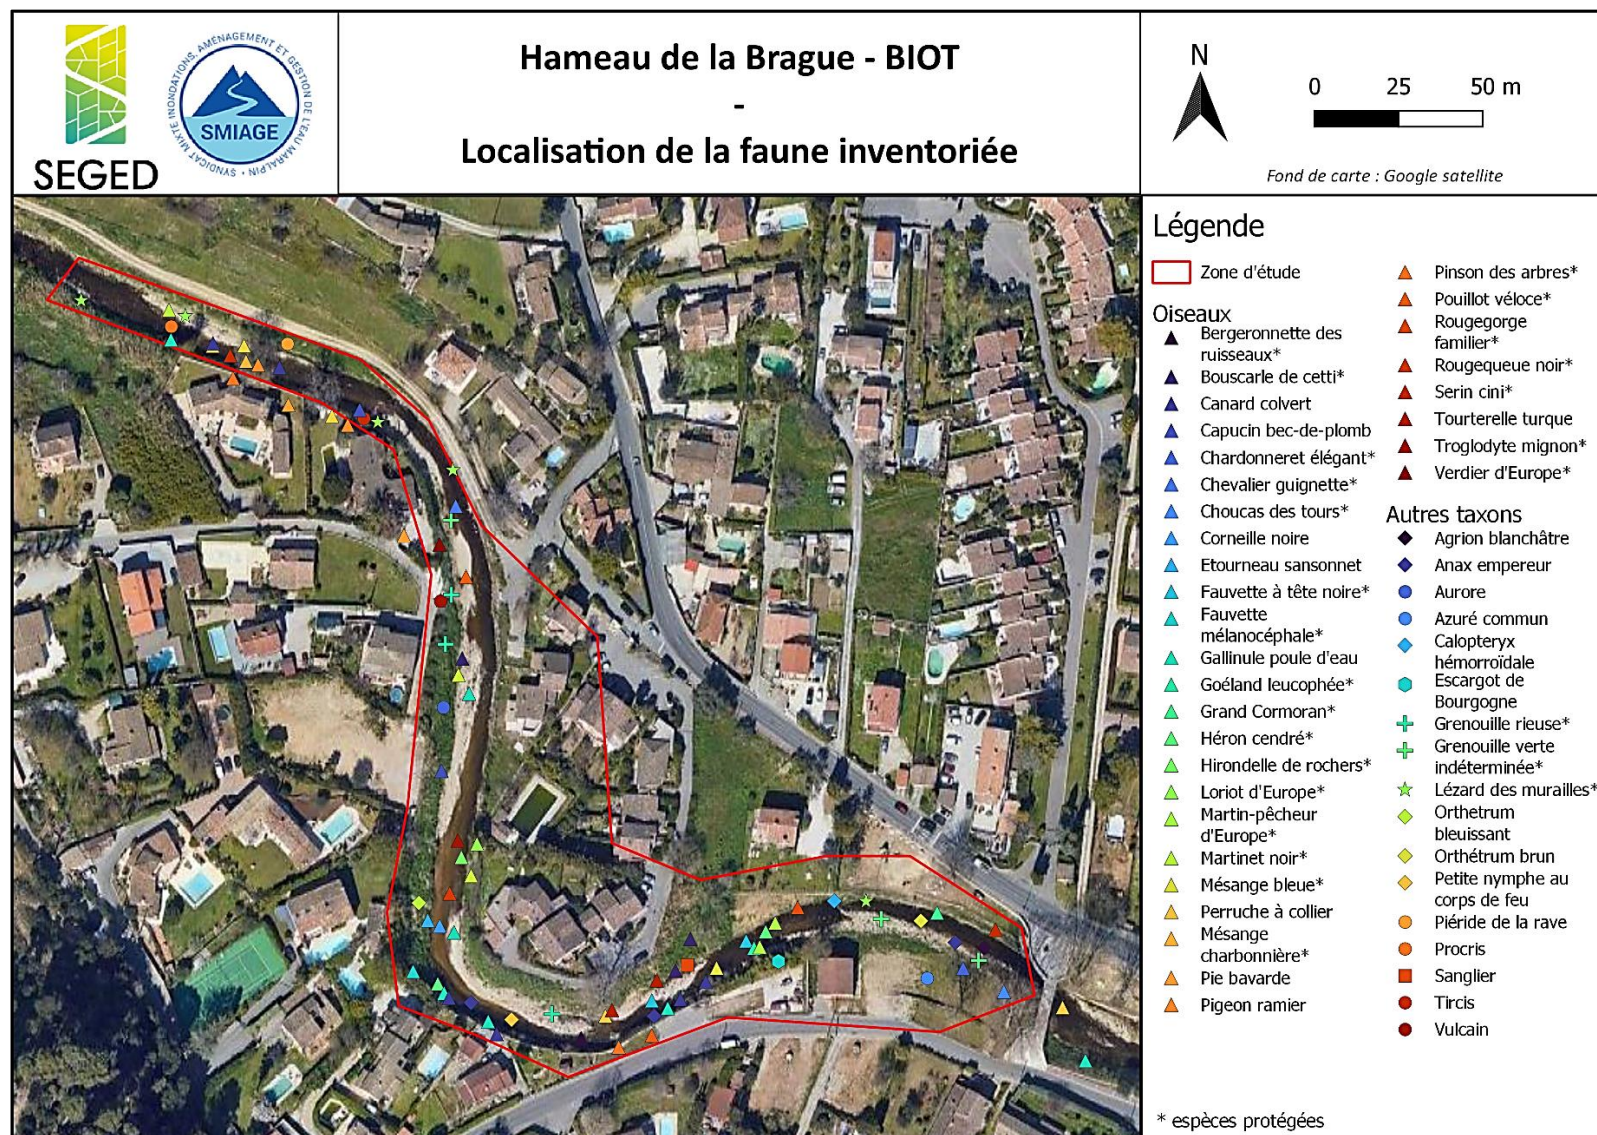 SEGED
SYNDICAT MIXTE INONDATIONS, AMÉNAGEMENT ET GESTION DE L'EAU MARALPIN
SMIAGE
Hameau de la Brague - BIOT
-
Localisation de la faune inventoriée
N
0 25 50 m
Fond de carte : Google satellite
Légende
Zone d'étude
Oiseaux
Bergeronnette des
ruisseaux*
Bouscarle de cetti*
Canard colvert
Capucin bec-de-plomb
Chardonneret élégant*
Chevalier guignette*
Choucas des tours*
Corneille noire
Etourneau sansonnet
Fauvette à tête noire*
Fauvette
mélanocéphale*
Gallinule poule d'eau
Goéland leucophée*
Grand Cormoran*
Héron cendré*
Hirondelle de rochers*
Loriot d'Europe*
Martin-pêcheur
d'Europe*
Martinet noir*
Mésange bleue*
Perruche à collier
Mésange
charbonnière*
Pie bavarde
Pigeon ramier
Pinson des arbres*
Pouillot véloce*
Rougegorge
familier*
Rougequeue noir*
Serin cini*
Tourterelle turque
Troglodyte mignon*
Verdier d'Europe*
Autres taxons
Agrion blanchâtre
Anax empereur
Aurore
Azuré commun
Calopteryx
hémorroïdale
Escargot de
Bourgogne
Grenouille rieuse*
Grenouille verte
indéterminée*
Lézard des murailles*
Orthetrum
bleuissant
Orthétrum brun
Petite nymphe au
corps de feu
Piéride de la rave
Procris
Sanglier
Tircis
Vulcain
* espèces protégées